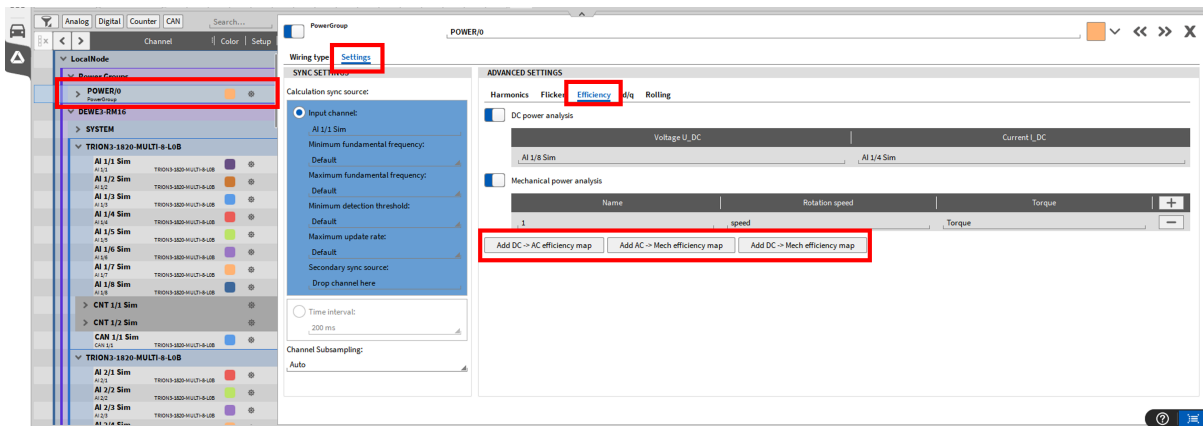 Analog Digital Counter CAN Search...
Channel Color Setup
LocalNode
Power Groups
POWER/0
PowerGroup
DEWE3-RM16
SYSTEM
TRION3-1820-MULTI-8-L0B
AI 1/1 Sim
AI 1/1 TRION3-1820-MULTI-8-L0B
AI 1/2 Sim
AI 1/2 TRION3-1820-MULTI-8-L0B
AI 1/3 Sim
AI 1/3 TRION3-1820-MULTI-8-L0B
AI 1/4 Sim
AI 1/4 TRION3-1820-MULTI-8-L0B
AI 1/5 Sim
AI 1/5 TRION3-1820-MULTI-8-L0B
AI 1/6 Sim
AI 1/6 TRION3-1820-MULTI-8-L0B
AI 1/7 Sim
AI 1/7 TRION3-1820-MULTI-8-L0B
AI 1/8 Sim
AI 1/8 TRION3-1820-MULTI-8-L0B
CNT 1/1 Sim
CNT 1/2 Sim
CAN 1/1 Sim
CAN 1/1 TRION3-1820-MULTI-8-L0B
TRION3-1820-MULTI-8-L0B
AI 2/1 Sim
AI 2/1 TRION3-1820-MULTI-8-L0B
AI 2/2 Sim
AI 2/2 TRION3-1820-MULTI-8-L0B
AI 2/3 Sim
AI 2/3 TRION3-1820-MULTI-8-L0B
AI 2/4 Sim
PowerGroup
POWER/0
Wiring type Settings
SYNC SETTINGS
Calculation sync source:
Input channel:
AI 1/1 Sim
Minimum fundamental frequency:
Default
Maximum fundamental frequency:
Default
Minimum detection threshold:
Default
Maximum update rate:
Default
Secondary sync source:
Drop channel here
Time interval:
200 ms
Channel Subsampling:
Auto
ADVANCED SETTINGS
Harmonics Flicker Efficiency d/q Rolling
DC power analysis
Voltage U_DC Current I_DC
AI 1/8 Sim AI 1/4 Sim
Mechanical power analysis
Name Rotation speed Torque
1 speed Torque
Add DC -> AC efficiency map Add AC -> Mech efficiency map Add DC -> Mech efficiency map